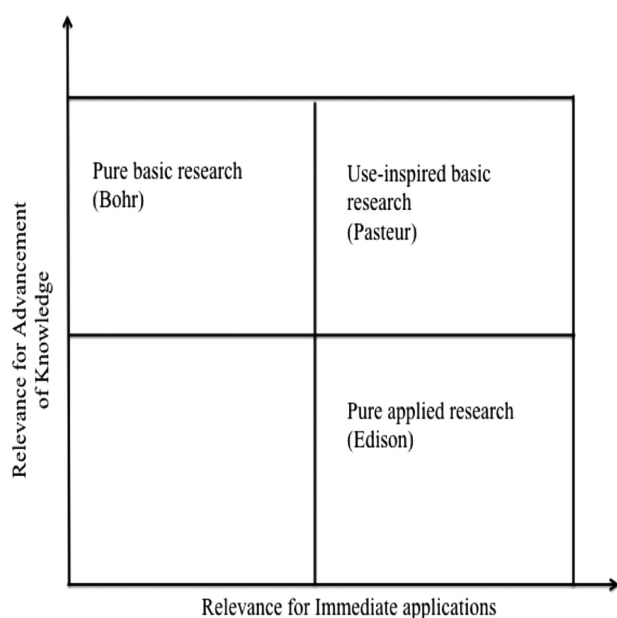 Pure basic research
(Bohr)
Use-inspired basic
research
(Pasteur)
Relevance for Advancement
of Knowledge
Pure applied research
(Edison)
Relevance for Immediate applications